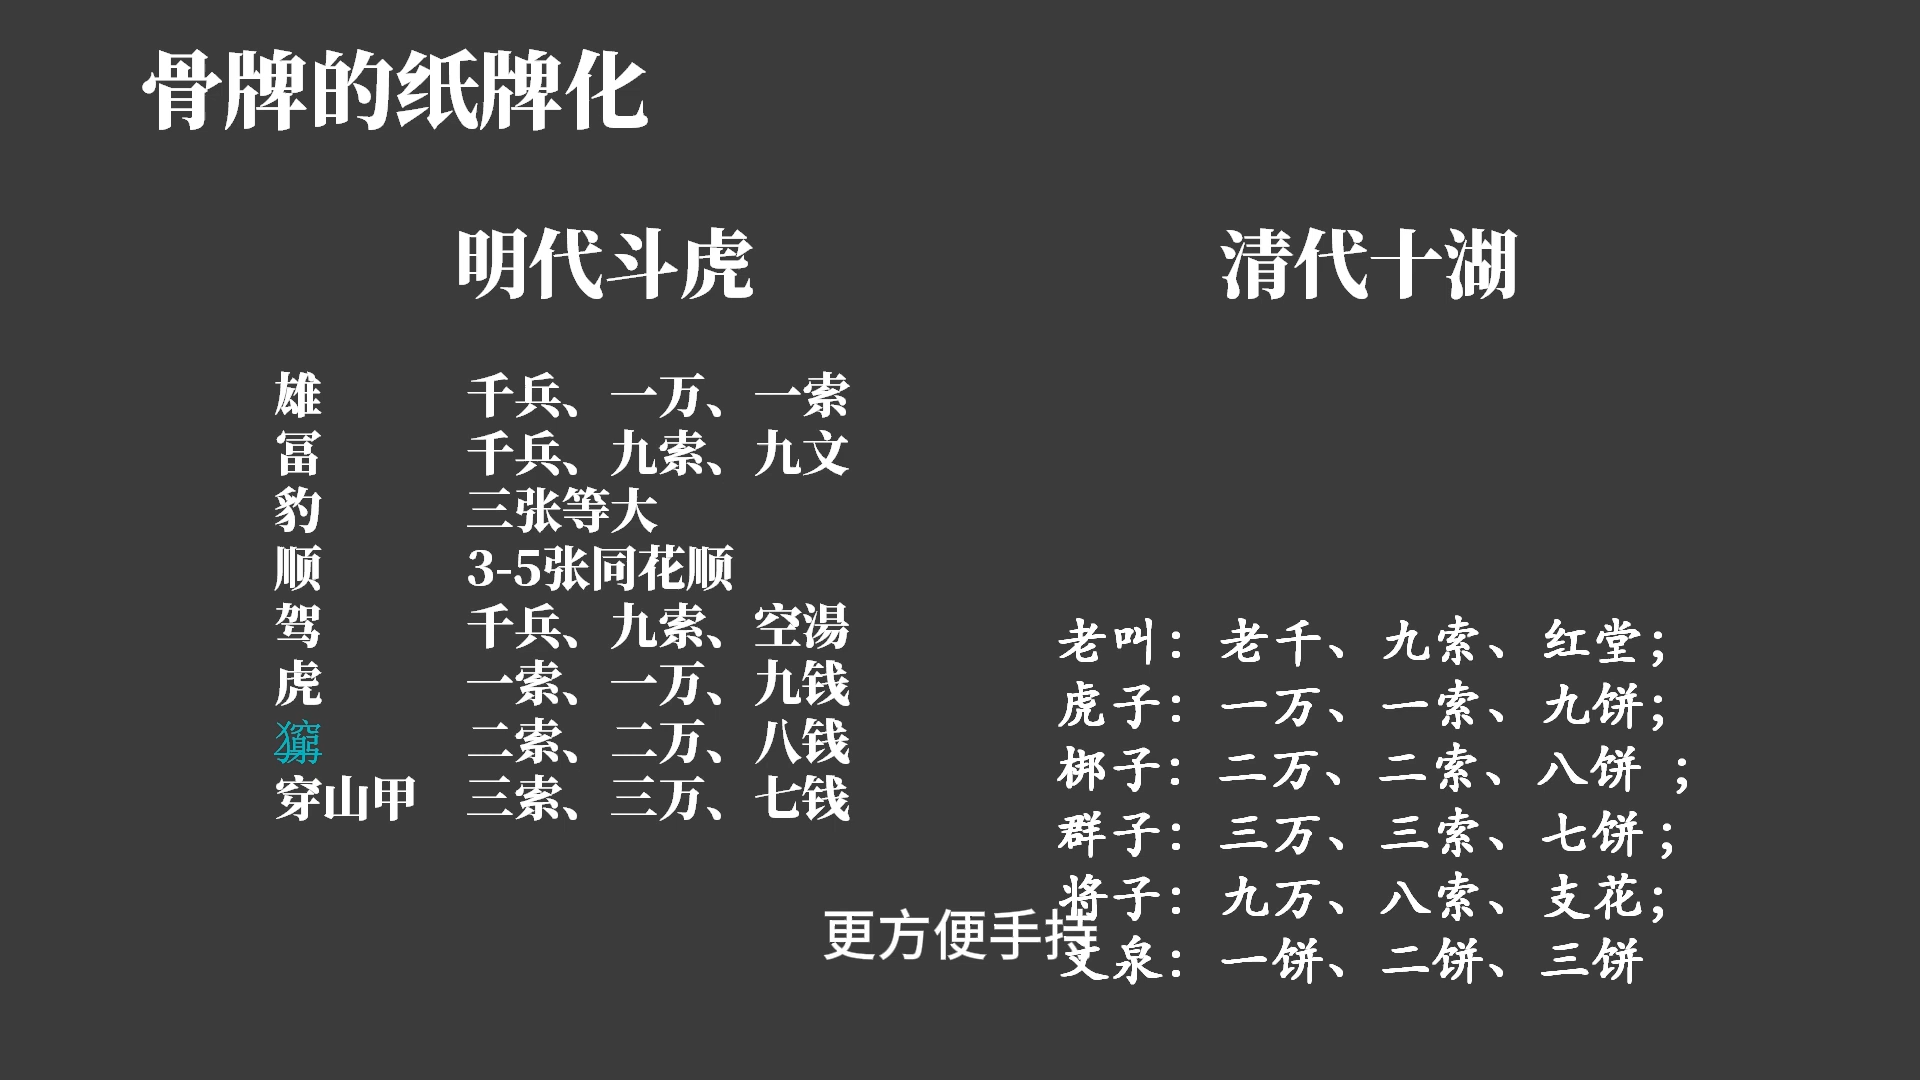 骨牌的纸牌化
明代斗虎
雄 千兵、一万、一索
冨 千兵、九索、九文
豹 三张等大
顺 3-5张同花顺
驾 千兵、九索、空湯
虎 一索、一万、九钱
二索、二万、八钱
穿山甲 三索、三万、七钱
清代十湖
老叫：老千、九索、红堂；
虎子：一万、一索、九饼；
梆子：二万、二索、八饼 ；
群子：三万、三索、七饼；
将子：九万、八索、支花；
文泉：一饼、二饼、三饼
更方便手持